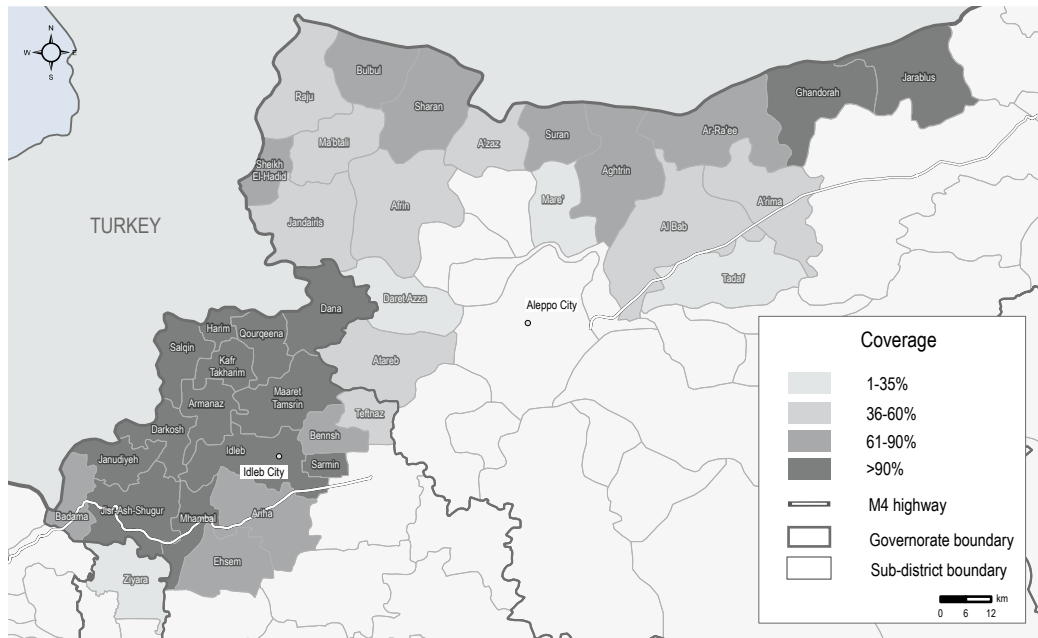 N
W
E
S
TURKEY
Bulbul
Raju
Sharan
Ma'btali
A'zaz
Suran
Ar-Ra'ee
Ghandorah
Jarablus
Sheikh
El-Hadid
Aghtrin
Jandairis
Afrin
Mare'
Al Bab
A'rima
Tadaf
Daret Azza
Dana
Aleppo City
Harim
Qourqeena
Salqin
Kafr
Takharim
Atareb
Maaret
Tamsrin
Armanaz
Teftnaz
Darkosh
Bennsh
Idleb
Janudiyeh
Sarmin
Idleb City
Jisr-Ash-Shugur
Badama
Mhambal
Ariha
Ehsem
Ziyara
Coverage
1-35%
36-60%
61-90%
>90%
M4 highway
Governorate boundary
Sub-district boundary
km
0 6 12